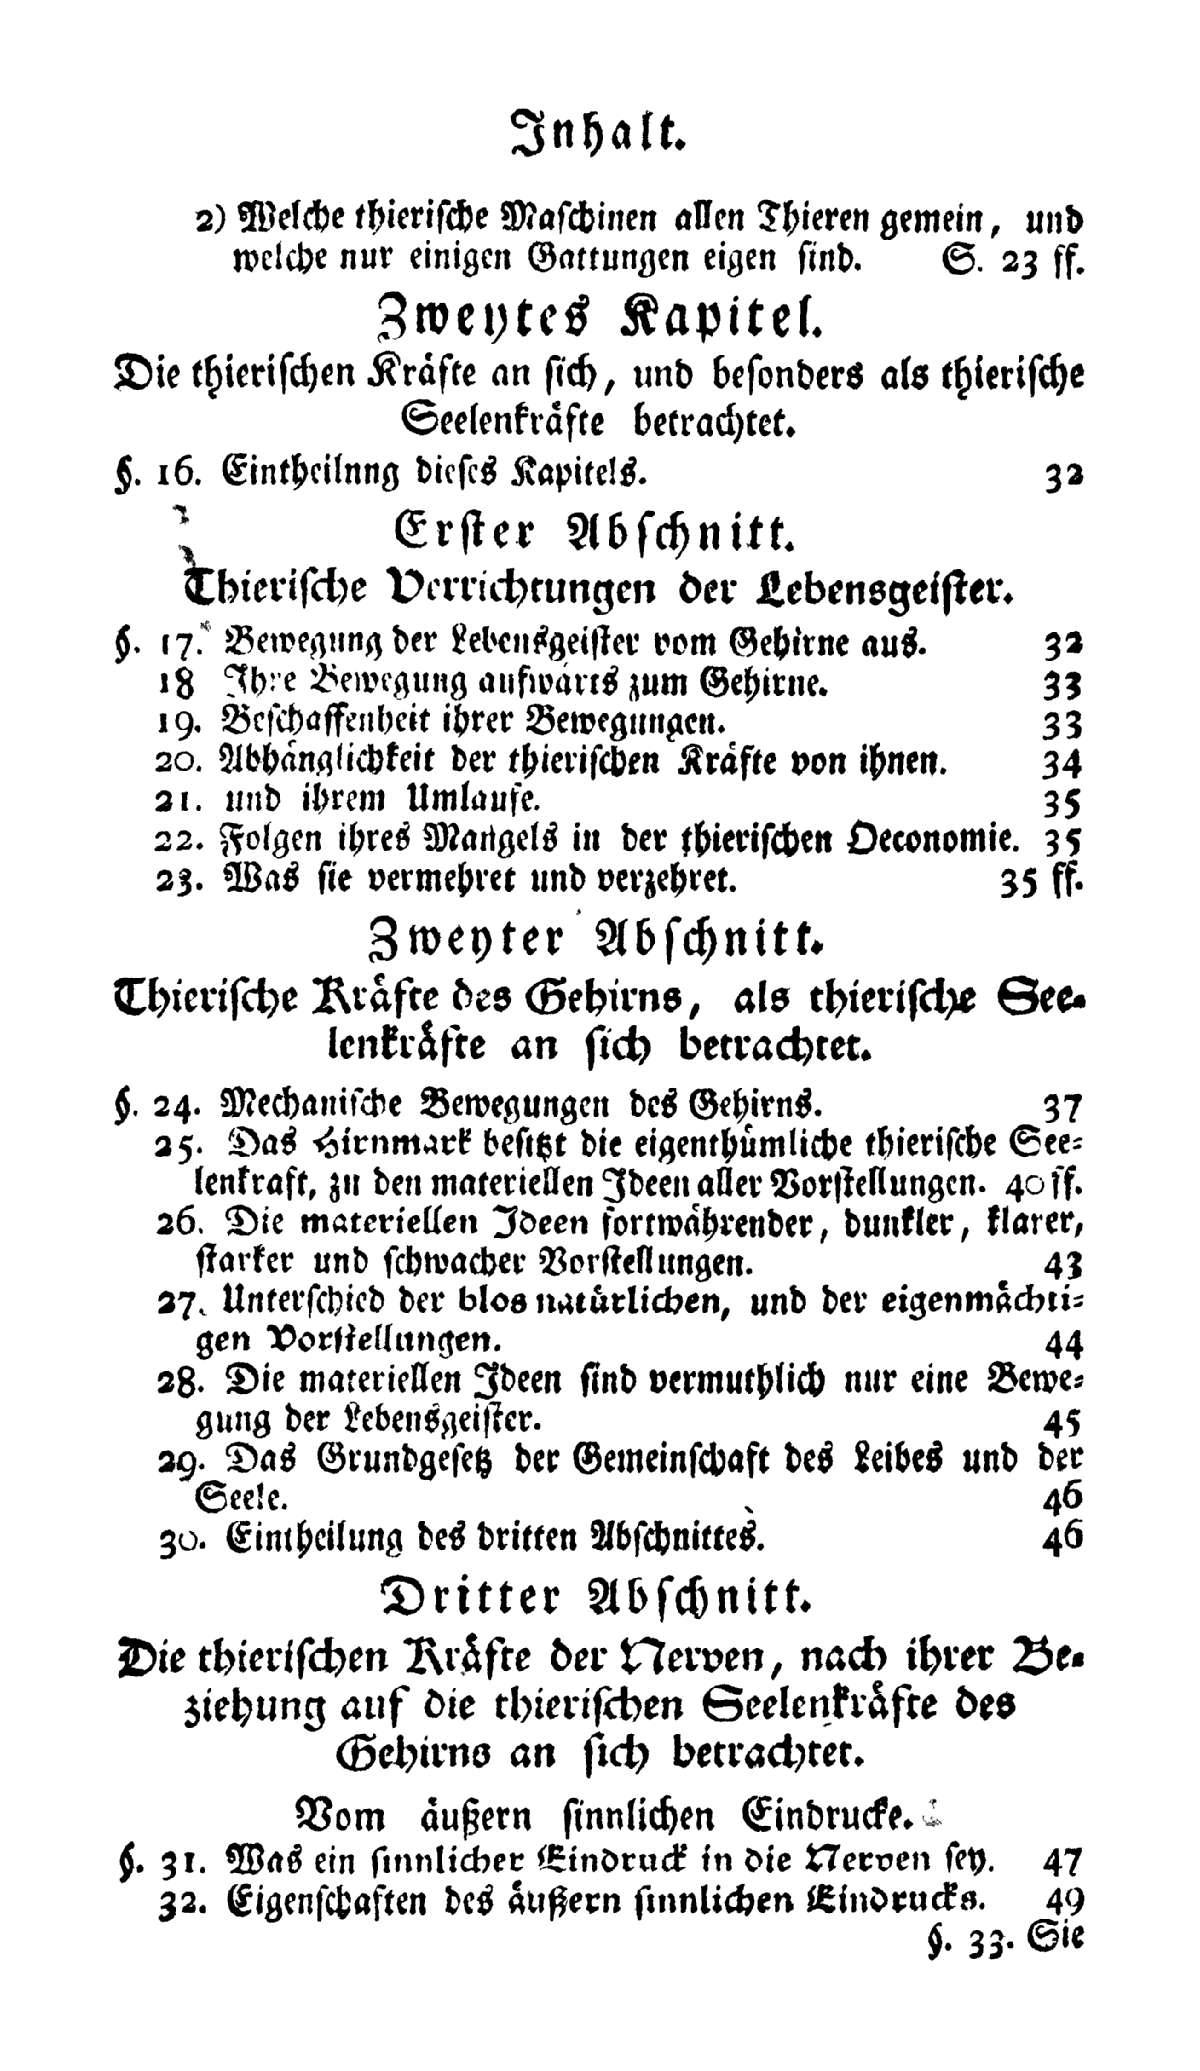 Inhalt.
2) Welche thierische Maschinen allen Thieren gemein, und
welche nur einigen Gattungen eigen sind. S. 23 ff.
Zweytes Kapitel.
Die thierischen Kräfte an sich, und besonders als thierische
Seelenkräfte betrachtet.
§. 16. Eintheilnng dieses Kapitels. 32
Erster Abschnitt.
Thierische Verrichtungen der Lebensgeister.
§. 17. Bewegung der Lebensgeister vom Gehirne aus. 32
18 Ihre Bewegung aufwärts zum Gehirne. 33
19. Beschaffenheit ihrer Bewegungen. 33
20. Abhänglichkeit der thierischen Kräfte von ihnen. 34
21. und ihrem Umlaufe. 35
22. Folgen ihres Mangels in der thierischen Oeconomie. 35
23. Was sie vermehret und verzehret. 35 ff.
Zweyter Abschnitt.
Thierische Kräfte des Gehirns, als thierische See-
lenkräfte an sich betrachtet.
§. 24. Mechanische Bewegungen des Gehirns. 37
25. Das Hirnmark besitzt die eigenthümliche thierische See-
lenkraft, zu den materiellen Ideen aller Vorstellungen. 40 ff.
26. Die materiellen Ideen fortwährender, dunkler, klarer,
starker und schwacher Vorstellungen. 43
27. Unterschied der blos natürlichen, und der eigenmächti-
gen Vorstellungen. 44
28. Die materiellen Ideen sind vermuthlich nur eine Bewe-
gung der Lebensgeister. 45
29. Das Grundgesetz der Gemeinschaft des Leibes und der
Seele. 46
30. Eintheilung des dritten Abschnittes. 46
Dritter Abschnitt.
Die thierischen Kräfte der Nerven, nach ihrer Be-
ziehung auf die thierischen Seelenkräfte des
Gehirns an sich betrachtet.
Vom äußern sinnlichen Eindrucke.
§. 31. Was ein sinnlicher Eindruck in die Nerven sey. 47
32. Eigenschaften des äußern sinnlichen Eindrucks. 49
§. 33. Sie